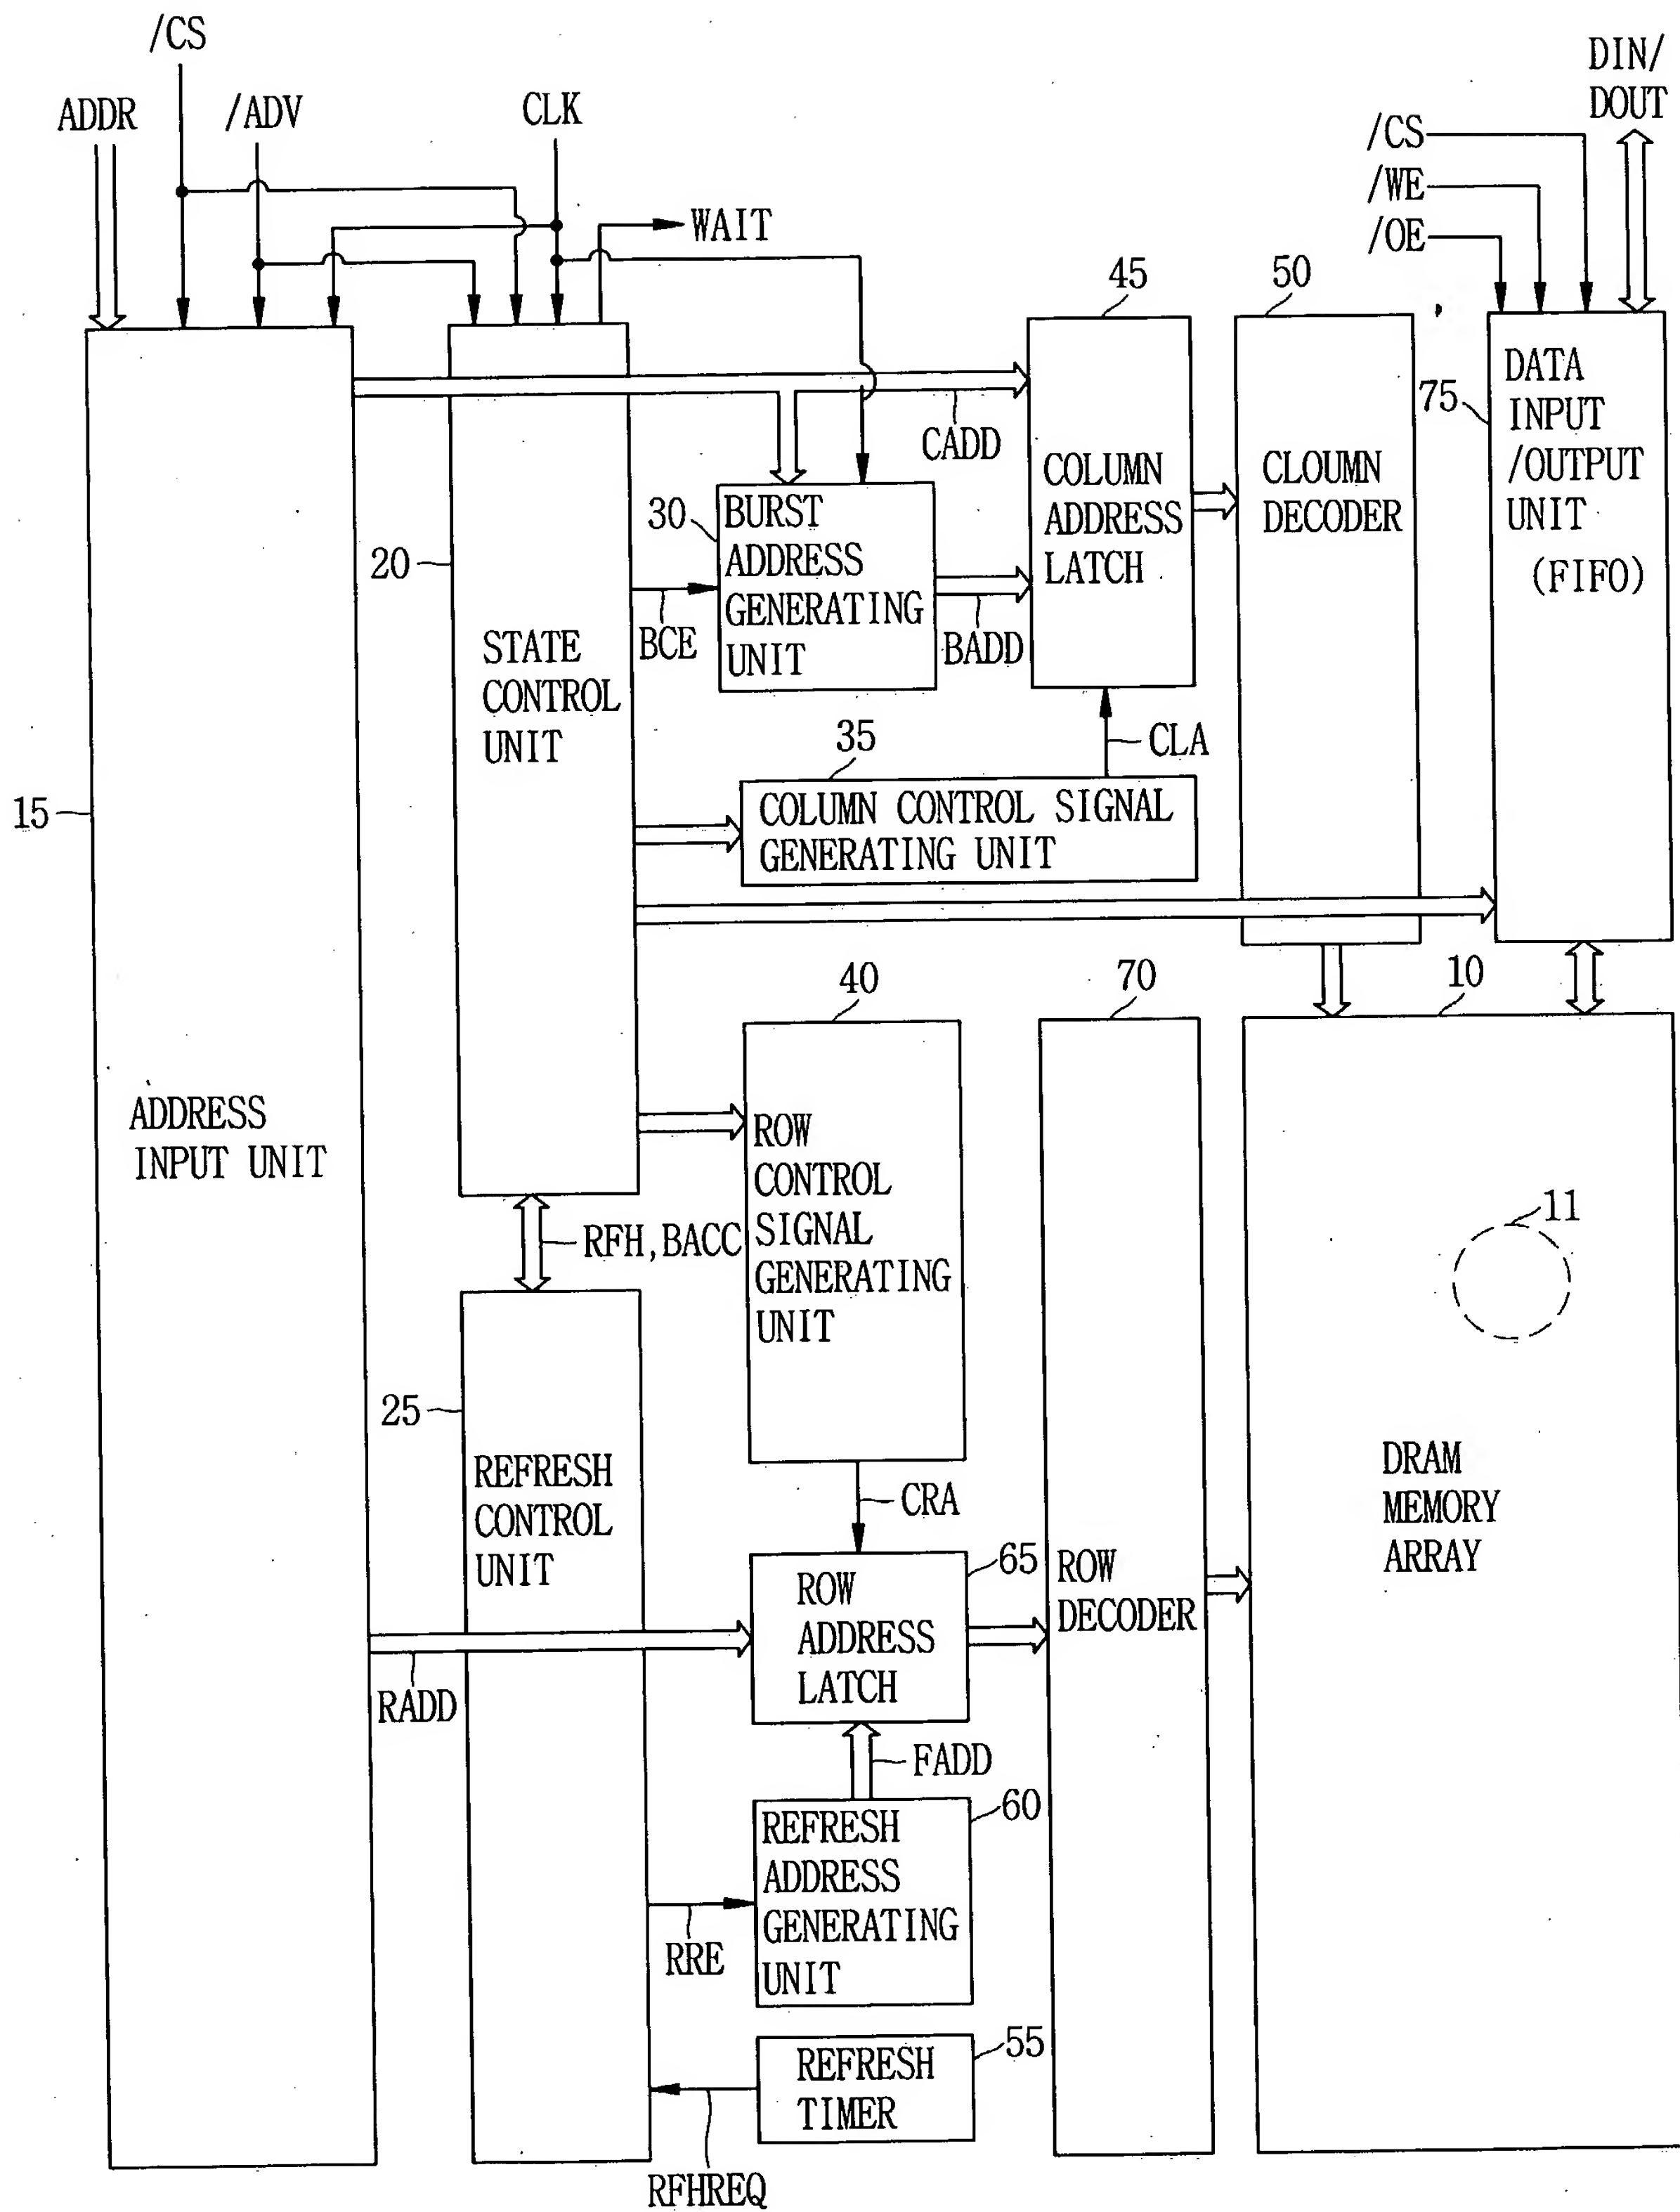 /CS
ADDR
/ADV
CLK
DIN/
DOUT
/CS
/WE
/OE
WAIT
45
50
75
DATA
INPUT
/OUTPUT
UNIT
(FIFO)
CADD
COLUMN
ADDRESS
LATCH
CLOUMN
DECODER
30
BURST
ADDRESS
GENERATING
UNIT
20
BCE
BADD
STATE
CONTROL
UNIT
35
CLA
15
COLUMN CONTROL SIGNAL
GENERATING UNIT
40
70
10
ADDRESS
INPUT UNIT
ROW
CONTROL
SIGNAL
GENERATING
UNIT
11
RFH, BACC
25
REFRESH
CONTROL
UNIT
CRA
DRAM
MEMORY
ARRAY
65
ROW
ADDRESS
LATCH
ROW
DECODER
RADD
FADD
60
REFRESH
ADDRESS
GENERATING
UNIT
RRE
55
REFRESH
TIMER
RFHREQ